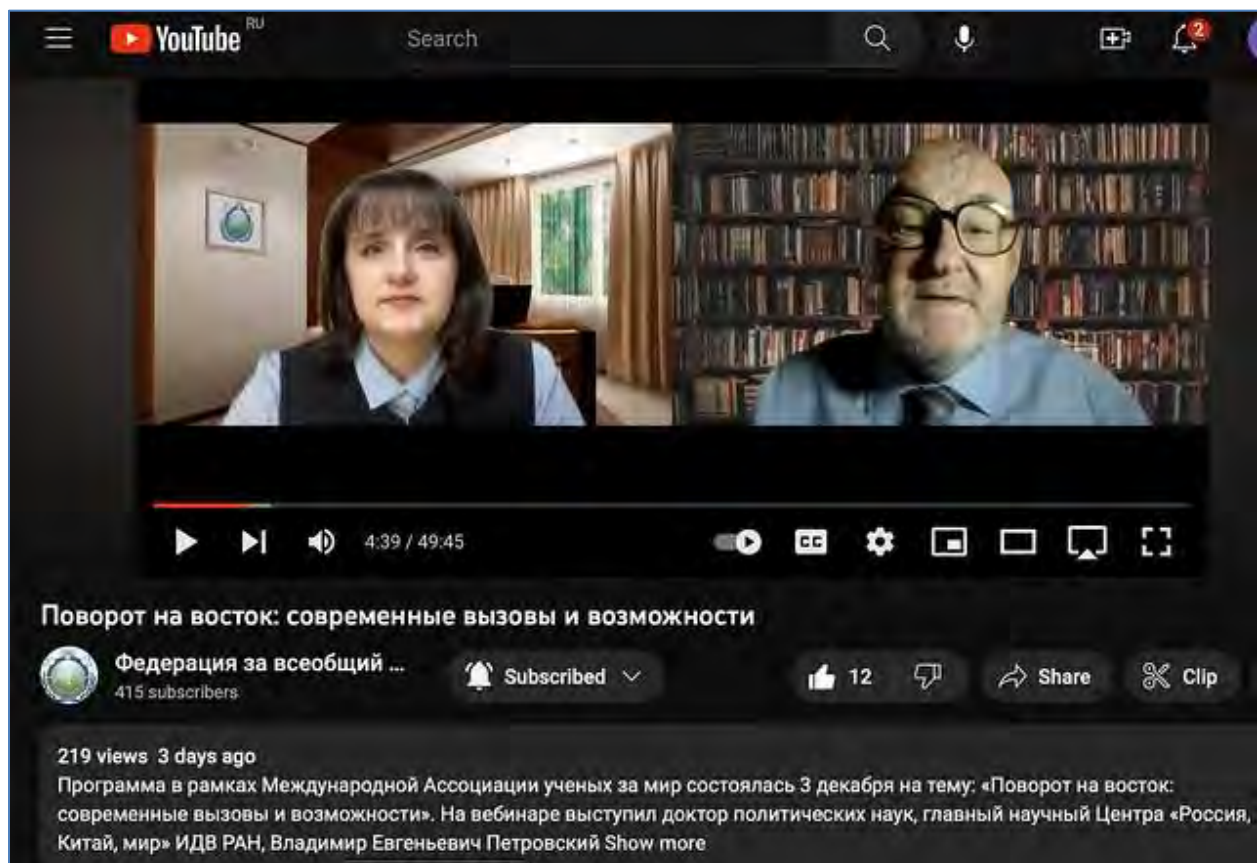 YouTube RU
Search
2
4:39 / 49:45
CC
Поворот на восток: современные вызовы и возможности
Федерация за всеобщий ...
415 subscribers
Subscribed
12
Share
Clip
219 views 3 days ago
Программа в рамках Международной Ассоциации ученых за мир состоялась 3 декабря на тему: «Поворот на восток:
современные вызовы и возможности». На вебинаре выступил доктор политических наук, главный научный Центра «Россия,
Китай, мир» ИДВ РАН, Владимир Евгеньевич Петровский Show more